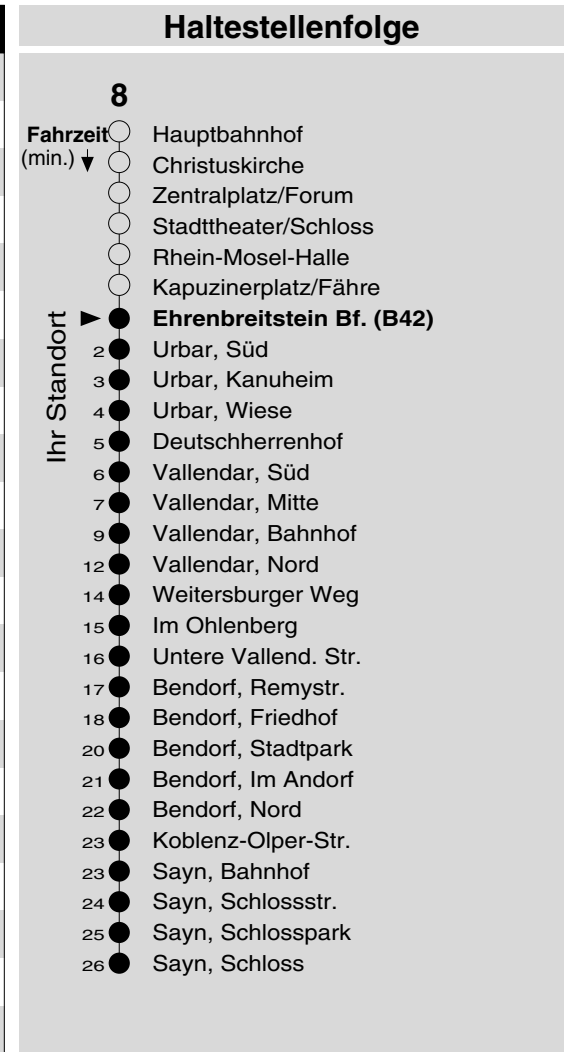 Haltestellenfolge
8
Fahrzeit Hauptbahnhof
(min.) Christuskirche
Zentralplatz/Forum
Stadttheater/Schloss
Rhein-Mosel-Halle
Kapuzinerplatz/Fähre
Ihr Standort
Ehrenbreitstein Bf. (B42)
2 Urbar, Süd
3 Urbar, Kanuheim
4 Urbar, Wiese
5 Deutschherrenhof
6 Vallendar, Süd
7 Vallendar, Mitte
9 Vallendar, Bahnhof
12 Vallendar, Nord
14 Weitersburger Weg
15 Im Ohlenberg
16 Untere Vallend. Str.
17 Bendorf, Remystr.
18 Bendorf, Friedhof
20 Bendorf, Stadtpark
21 Bendorf, Im Andorf
22 Bendorf, Nord
23 Koblenz-Olper-Str.
23 Sayn, Bahnhof
24 Sayn, Schlossstr.
25 Sayn, Schlosspark
26 Sayn, Schloss